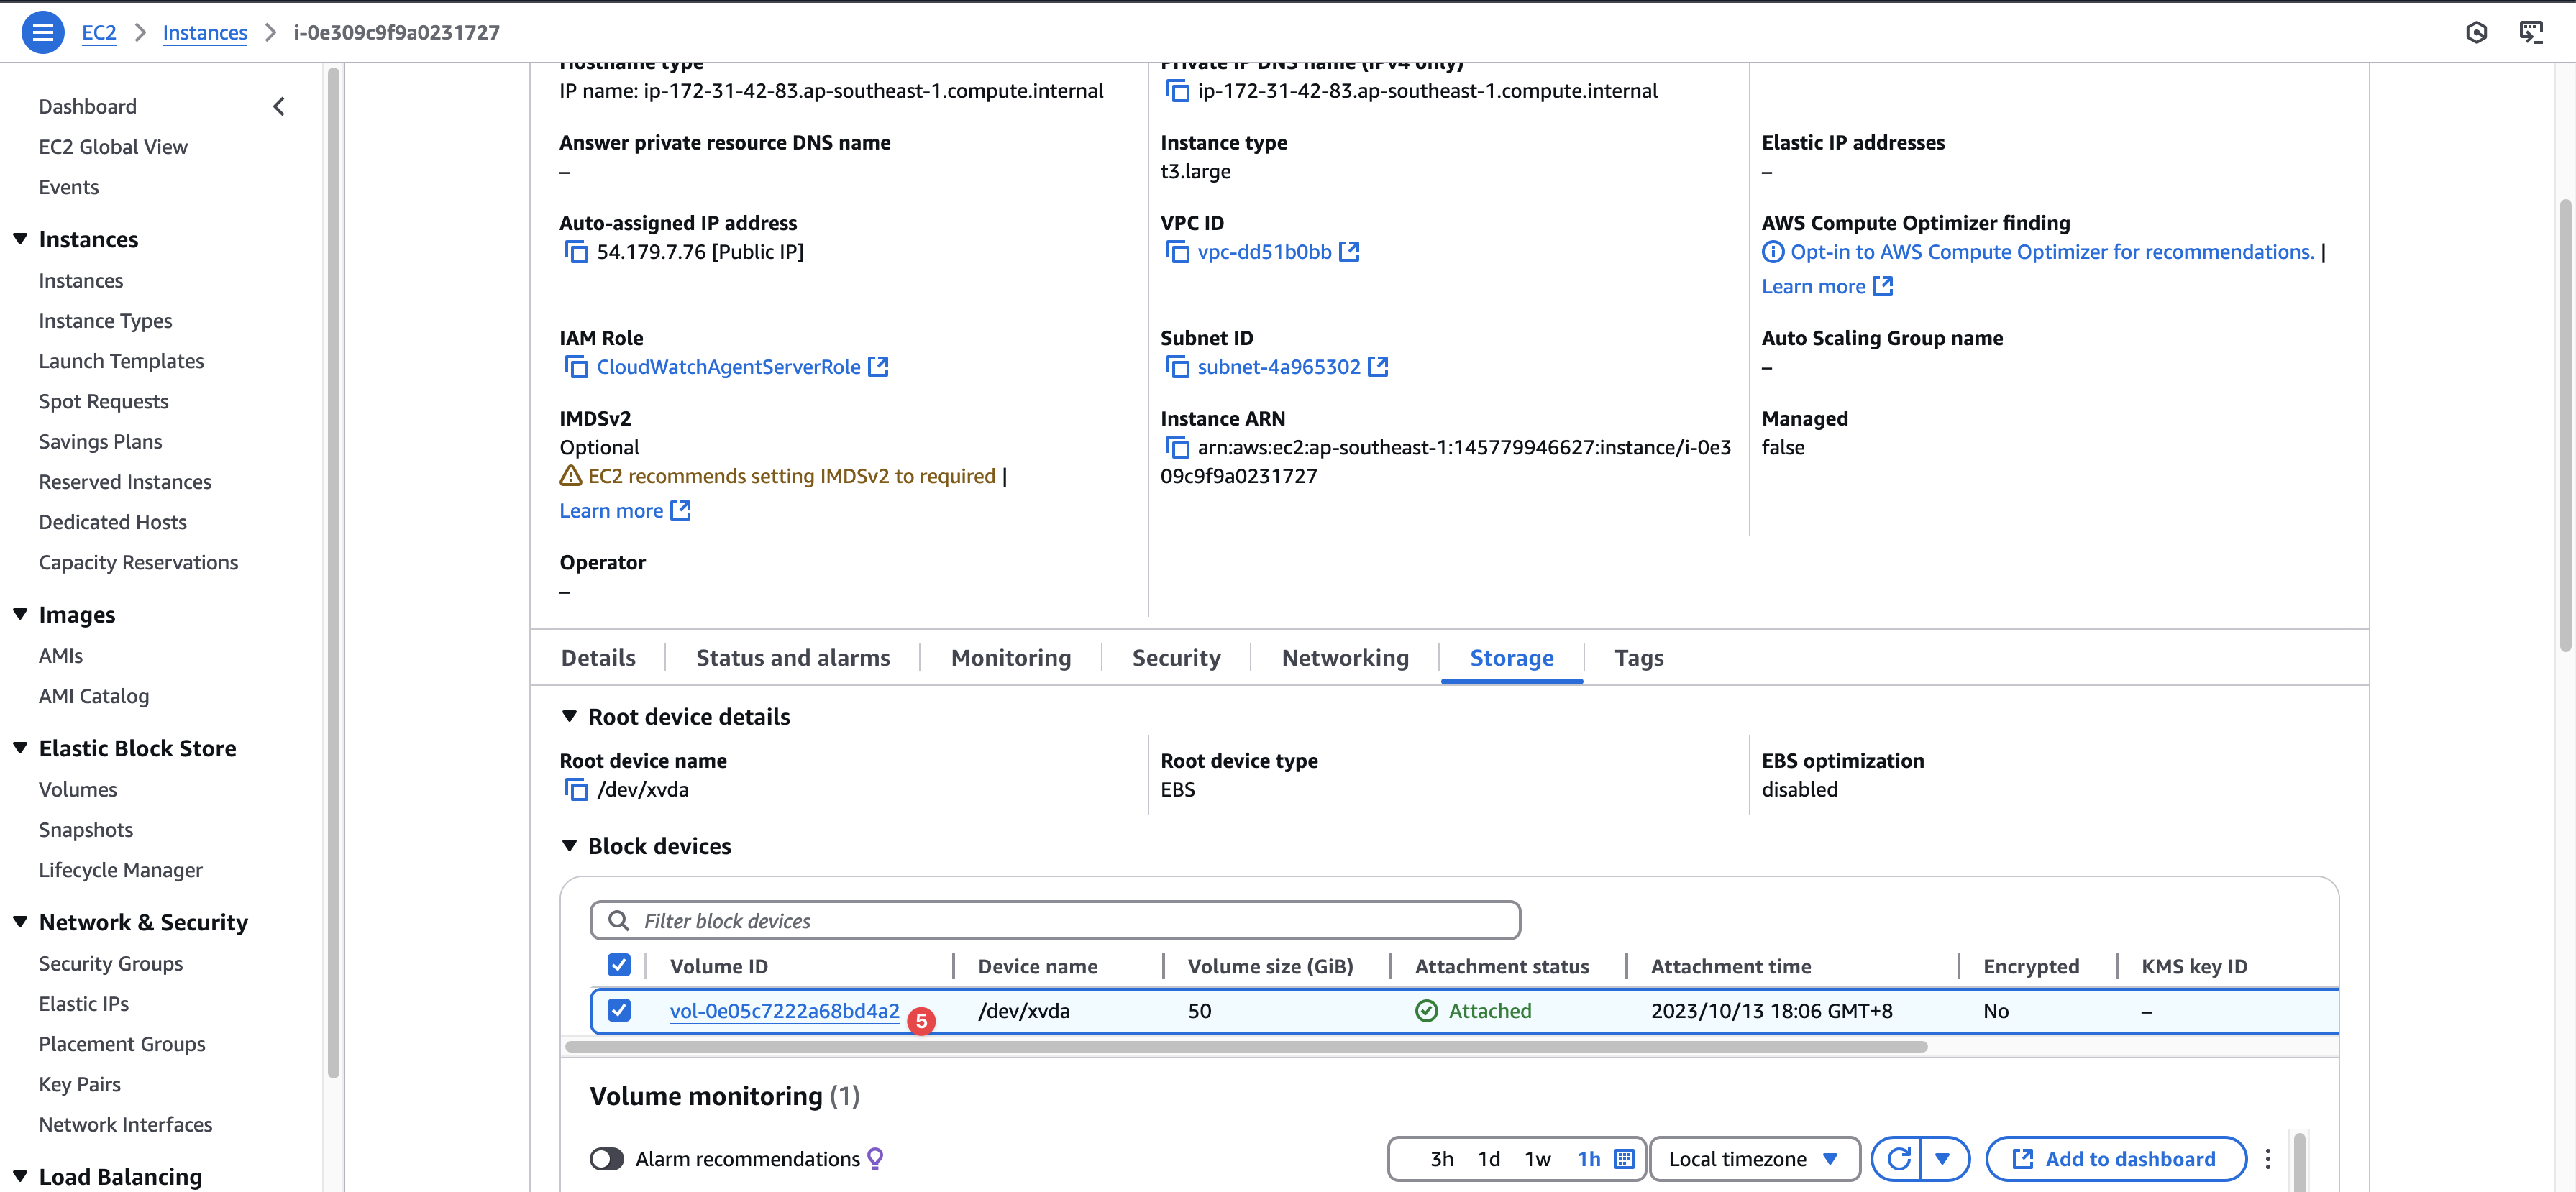 EC2 > Instances > i-0e309c9f9a0231727
Dashboard
EC2 Global View
Events
Instances
Instances
Instance Types
Launch Templates
Spot Requests
Savings Plans
Reserved Instances
Dedicated Hosts
Capacity Reservations
Images
AMIs
AMI Catalog
Elastic Block Store
Volumes
Snapshots
Lifecycle Manager
Network & Security
Security Groups
Elastic IPs
Placement Groups
Key Pairs
Network Interfaces
Load Balancing
Hostname type
IP name: ip-172-31-42-83.ap-southeast-1.compute.internal
Private IP DNS name (IPv4 only)
ip-172-31-42-83.ap-southeast-1.compute.internal
Answer private resource DNS name
–
Instance type
t3.large
Elastic IP addresses
–
Auto-assigned IP address
54.179.7.76 [Public IP]
VPC ID
vpc-dd51b0bb
AWS Compute Optimizer finding
Opt-in to AWS Compute Optimizer for recommendations. |
Learn more
IAM Role
CloudWatchAgentServerRole
Subnet ID
subnet-4a965302
Auto Scaling Group name
–
IMDSv2
Optional
EC2 recommends setting IMDSv2 to required |
Learn more
Instance ARN
arn:aws:ec2:ap-southeast-1:145779946627:instance/i-0e3
09c9f9a0231727
Managed
false
Operator
–
Details Status and alarms Monitoring Security Networking Storage Tags
Root device details
Root device name
/dev/xvda
Root device type
EBS
EBS optimization
disabled
Block devices
Filter block devices
Volume ID Device name Volume size (GiB) Attachment status Attachment time Encrypted KMS key ID
vol-0e05c7222a68bd4a2 5 /dev/xvda 50 Attached 2023/10/13 18:06 GMT+8 No –
Volume monitoring (1)
Alarm recommendations 3h 1d 1w 1h Local timezone Add to dashboard